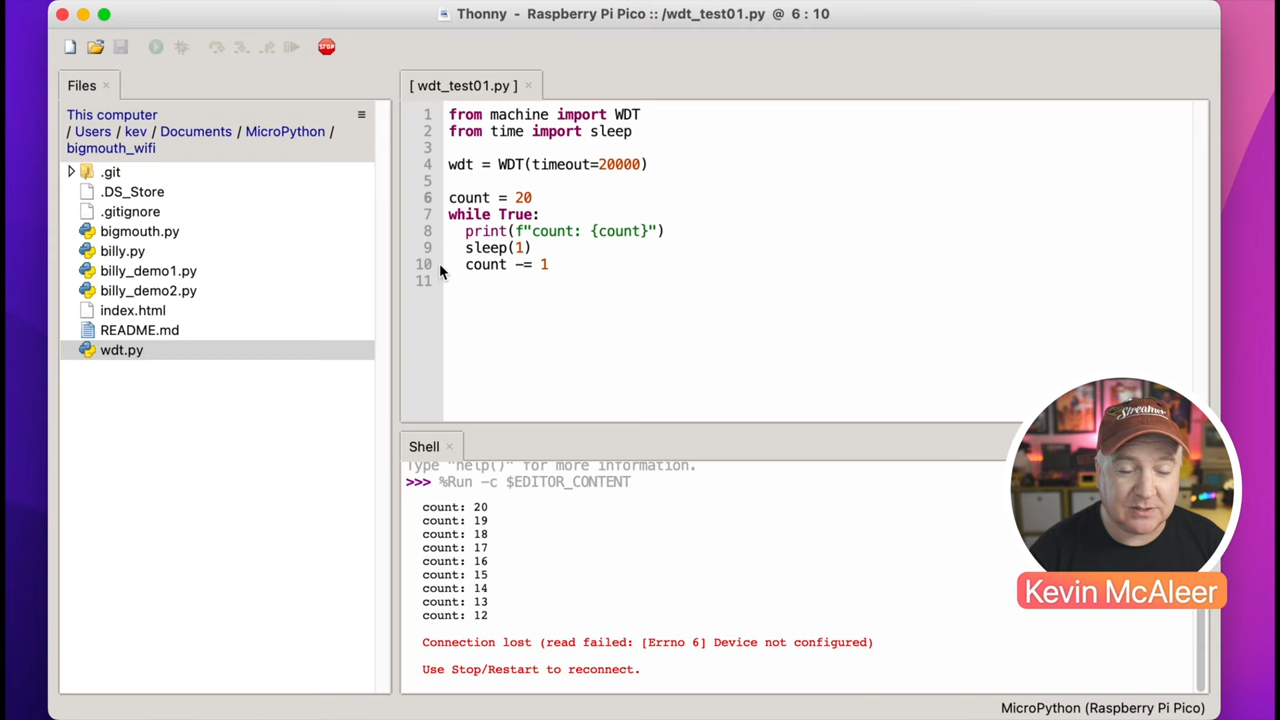 Thonny - Raspberry Pi Pico :: /wdt_test01.py @ 6 : 10
STOP
Files
This computer
/ Users / kev / Documents / MicroPython /
bigmouth_wifi
.git
.DS_Store
.gitignore
bigmouth.py
billy.py
billy_demo1.py
billy_demo2.py
index.html
README.md
wdt.py
[ wdt_test01.py ]
1 from machine import WDT
2 from time import sleep
3
4 wdt = WDT(timeout=20000)
5
6 count = 20
7 while True:
8 print(f"count: {count}")
9 sleep(1)
10 count -= 1
11
Shell
Type "help()" for more information.
>>> %Run -c $EDITOR_CONTENT
count: 20
count: 19
count: 18
count: 17
count: 16
count: 15
count: 14
count: 13
count: 12
Connection lost (read failed: [Errno 6] Device not configured)
Use Stop/Restart to reconnect.
Streamer
Kevin McAleer
MicroPython (Raspberry Pi Pico)